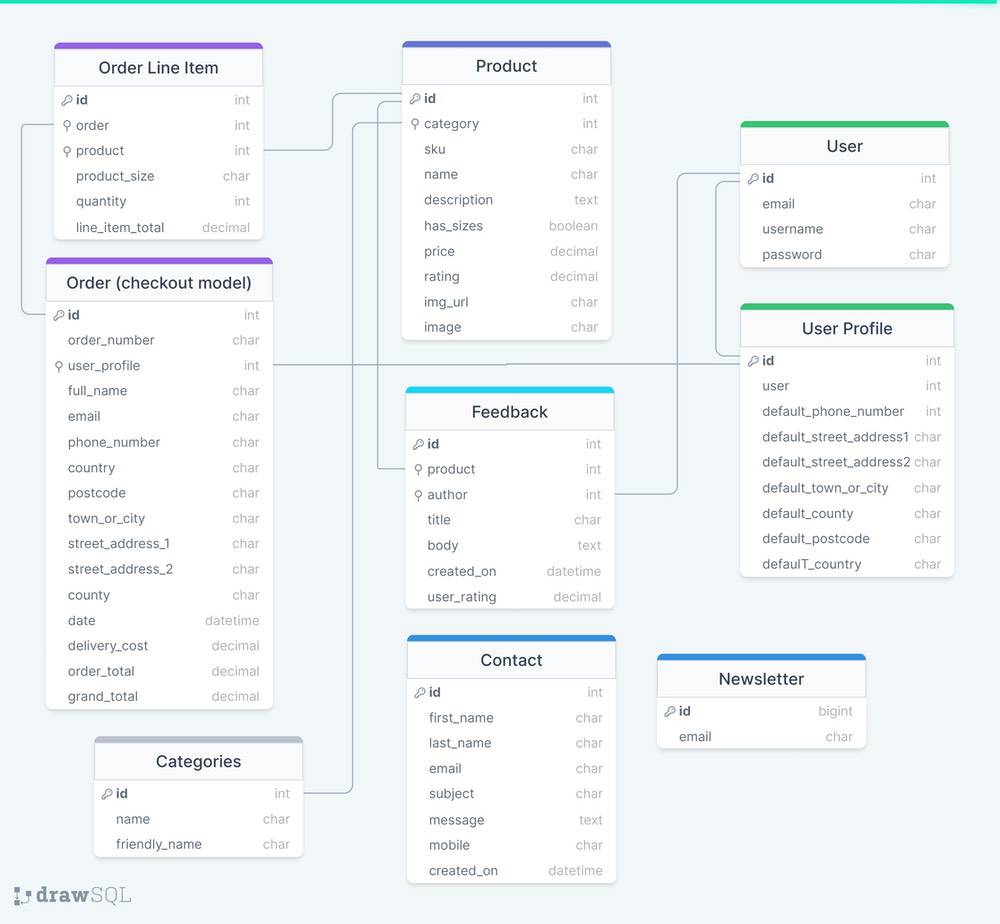 Order Line Item
id int
order int
product int
product_size char
quantity int
line_item_total decimal
Order (checkout model)
id int
order_number char
user_profile int
full_name char
email char
phone_number char
country char
postcode char
town_or_city char
street_address_1 char
street_address_2 char
county char
date datetime
delivery_cost decimal
order_total decimal
grand_total decimal
Categories
id int
name char
friendly_name char
Product
id int
category int
sku char
name char
description text
has_sizes boolean
price decimal
rating decimal
img_url char
image char
Feedback
id int
product int
author int
title char
body text
created_on datetime
user_rating decimal
Contact
id int
first_name char
last_name char
email char
subject char
message text
mobile char
created_on datetime
User
id int
email char
username char
password char
User Profile
id int
user int
default_phone_number int
default_street_address1 char
default_street_address2 char
default_town_or_city char
default_county char
default_postcode char
defaulT_country char
Newsletter
id bigint
email char
drawSQL